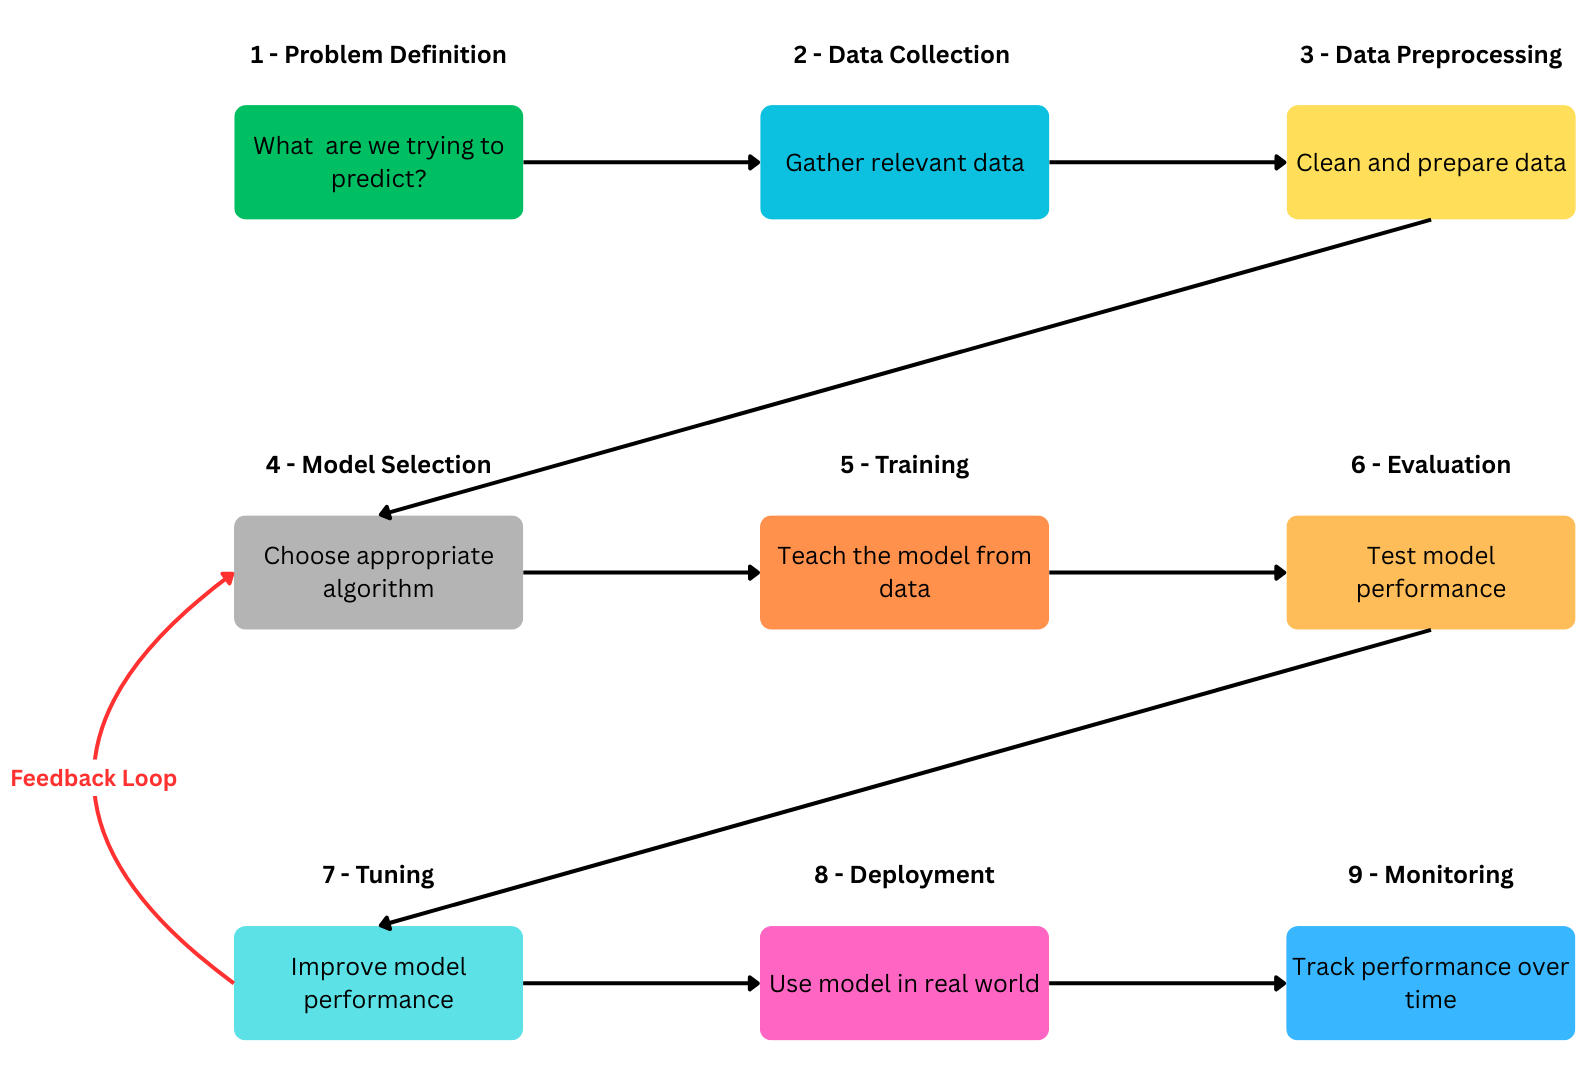 1 - Problem Definition
2 - Data Collection
3 - Data Preprocessing
What  are we trying to
predict?
Gather relevant data
Clean and prepare data
4 - Model Selection
5 - Training
6 - Evaluation
Choose appropriate
algorithm
Teach the model from
data
Test model
performance
Feedback Loop
7 - Tuning
8 - Deployment
9 - Monitoring
Improve model
performance
Use model in real world
Track performance over
time